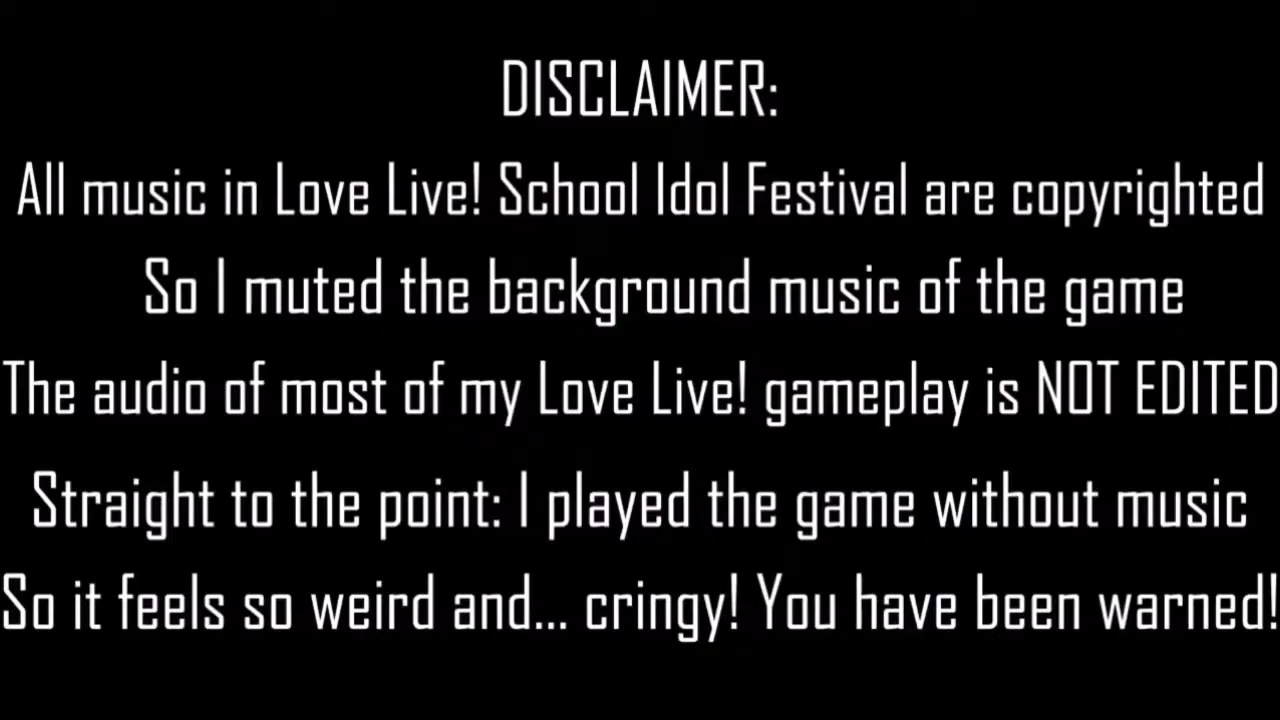 DISCLAIMER:
All music in Love Live! School Idol Festival are copyrighted
So I muted the background music of the game
The audio of most of my Love Live! gameplay is NOT EDITED
Straight to the point: I played the game without music
So it feels so weird and... cringy! You have been warned!